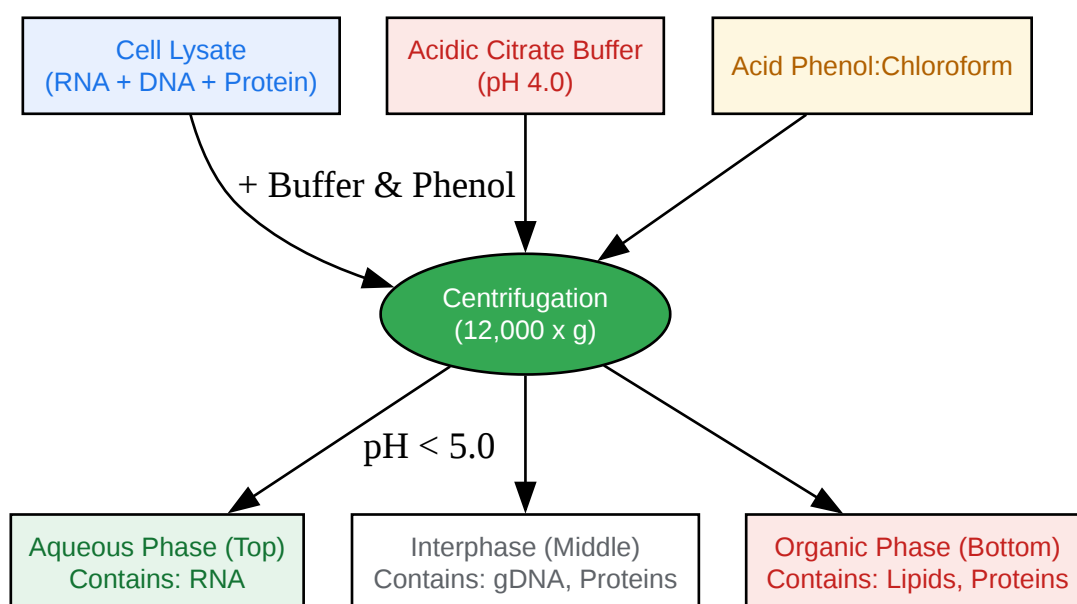 Cell Lysate
(RNA + DNA + Protein)
Acidic Citrate Buffer
(pH 4.0)
Acid Phenol:Chloroform
+ Buffer & Phenol
Centrifugation
(12,000 x g)
pH < 5.0
Aqueous Phase (Top)
Contains: RNA
Interphase (Middle)
Contains: gDNA, Proteins
Organic Phase (Bottom)
Contains: Lipids, Proteins